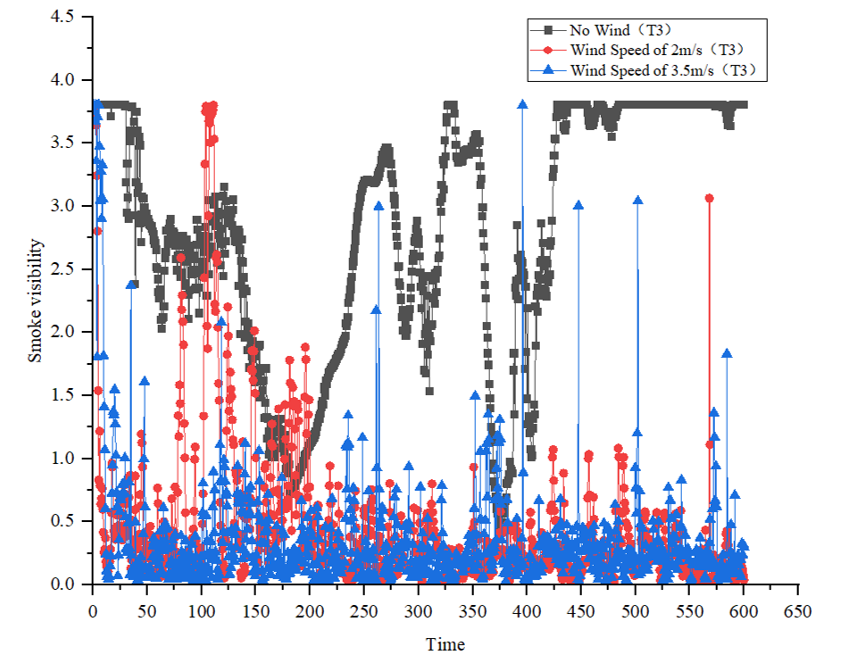 4.5
4.0
3.5
3.0
2.5
2.0
1.5
1.0
0.5
0.0
Smoke visibility
No Wind（T3）
Wind Speed of 2m/s（T3）
Wind Speed of 3.5m/s（T3）
0 50 100 150 200 250 300 350 400 450 500 550 600 650
Time